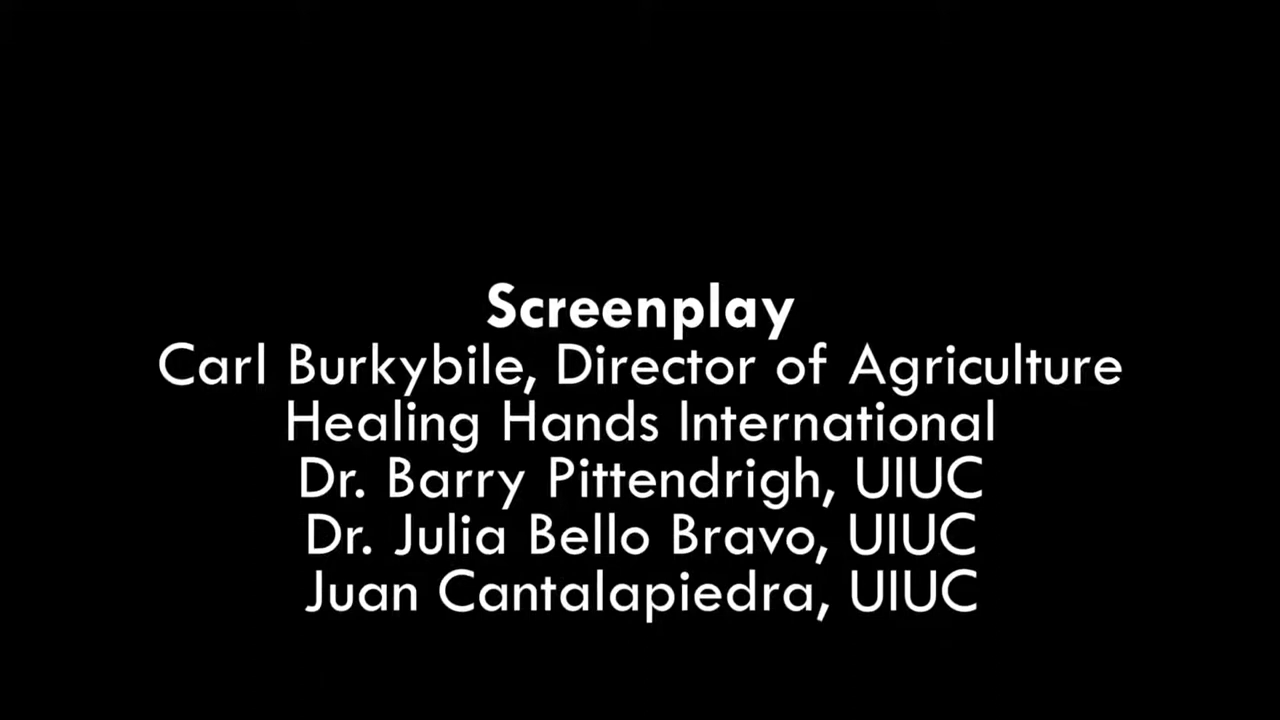 Screenplay
Carl Burkybile, Director of Agriculture
Healing Hands International
Dr. Barry Pittendrigh, UIUC
Dr. Julia Bello Bravo, UIUC
Juan Cantalapiedra, UIUC